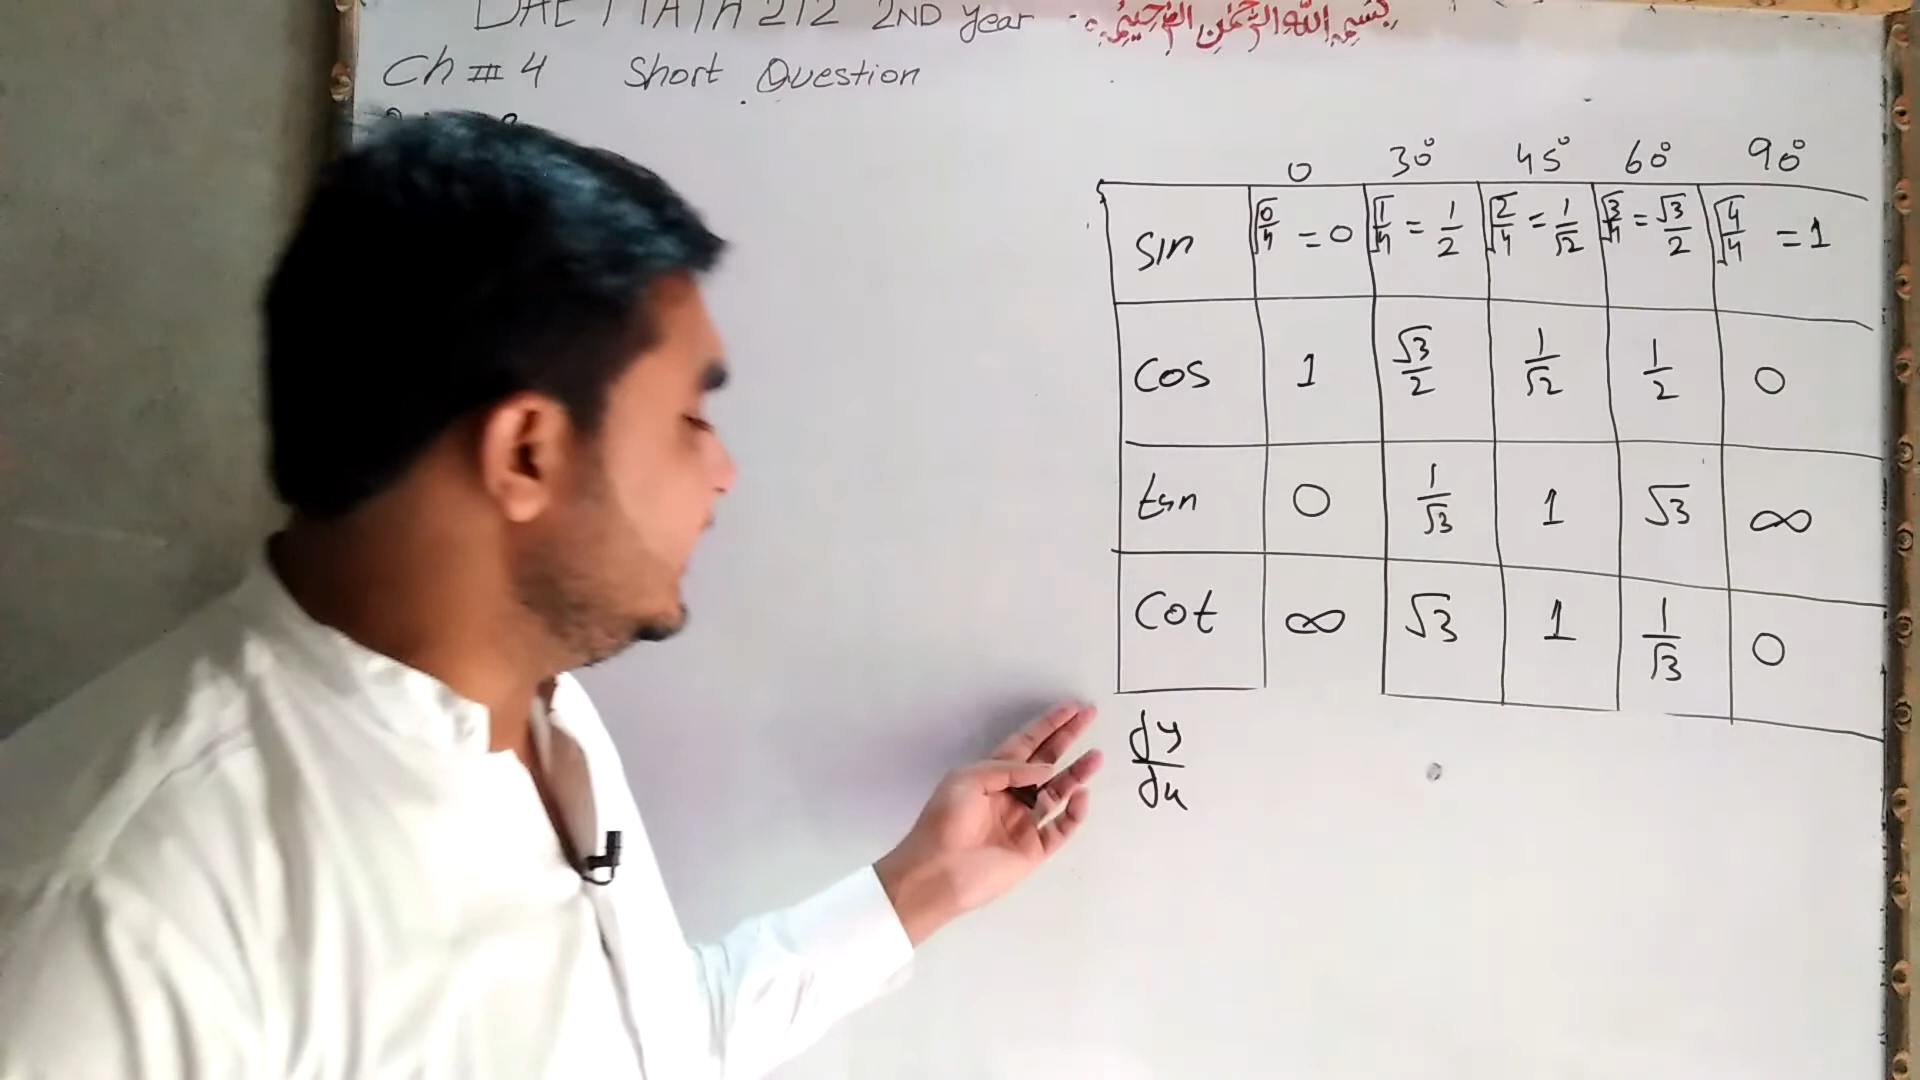 DAE MATH 212 2ND Year بسم الله الرحمن الرحيم
Ch # 4 Short Question
0 30° 45° 60° 90°
sin √0/4 = 0 √1/4 = 1/2 √2/4 = 1/√2 √3/4 = √3/2 √4/4 = 1
cos 1 √3/2 1/√2 1/2 0
tan 0 1/√3 1 √3 ∞
Cot ∞ √3 1 1/√3 0
dy/dx